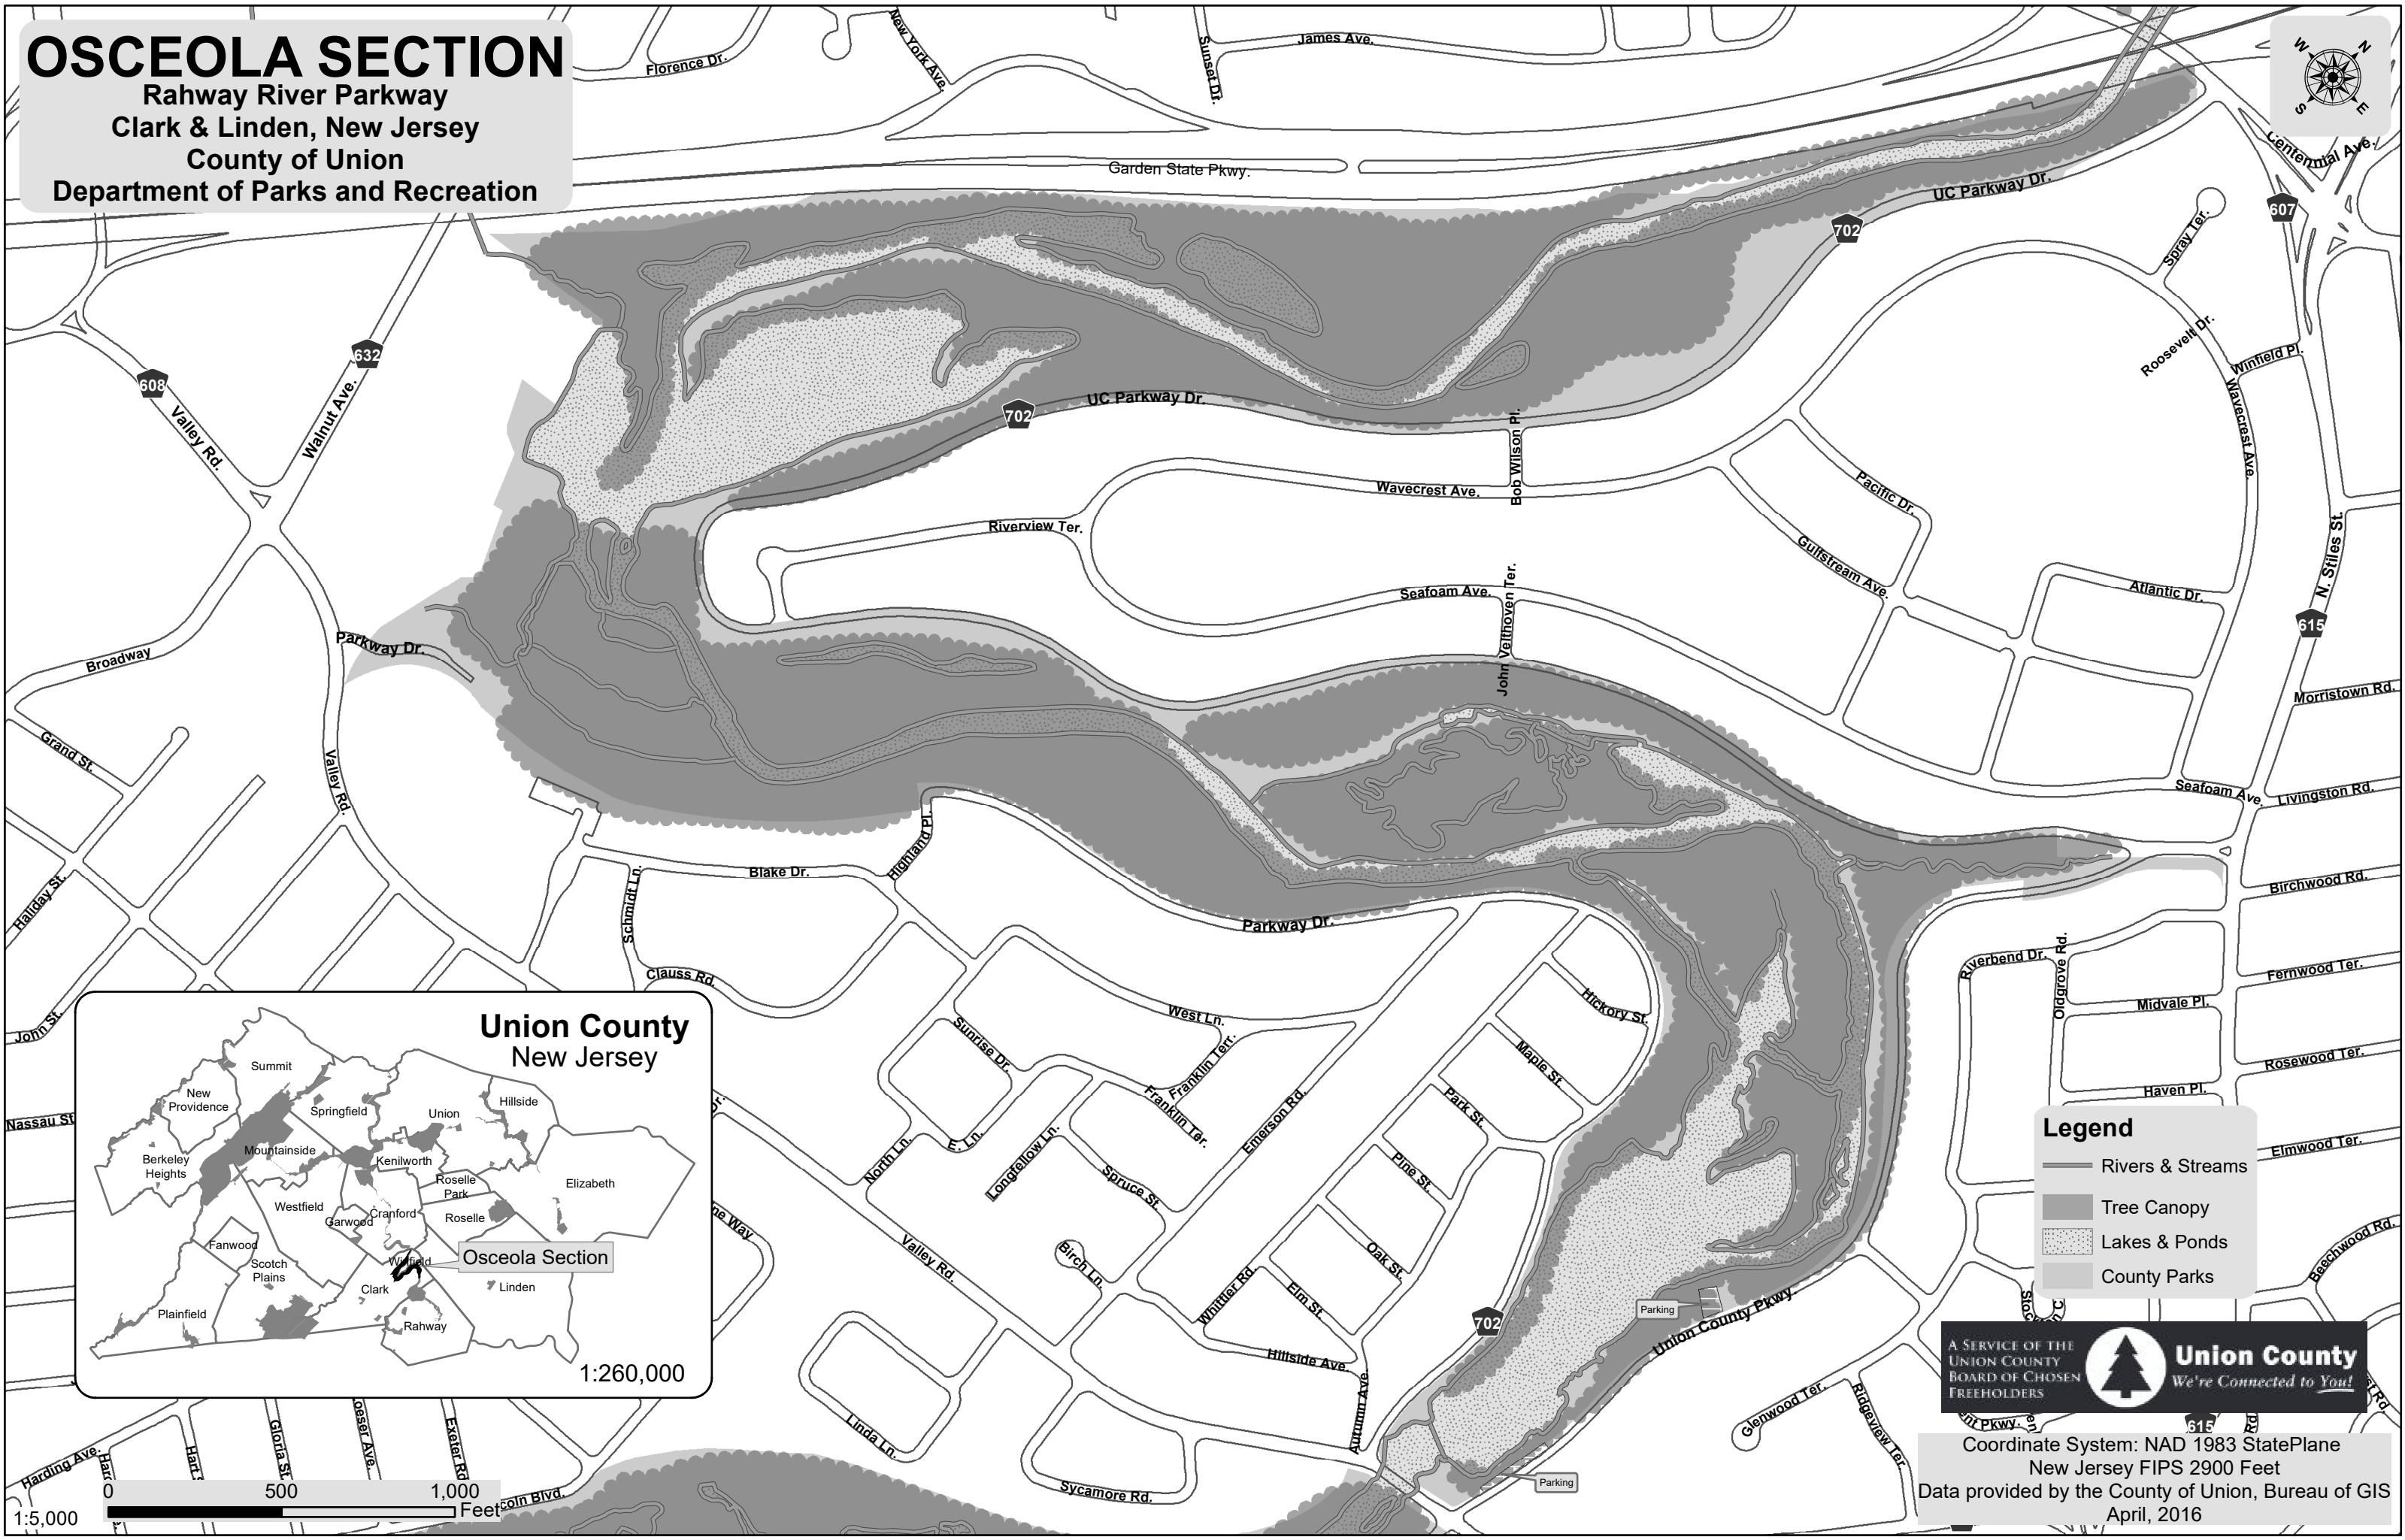 OSCEOLA SECTION
Rahway River Parkway
Clark & Linden, New Jersey
County of Union
Department of Parks and Recreation
Florence Dr.
New York Ave.
Sunset Dr.
James Ave.
Garden State Pkwy.
W
N
S
E
Centennial Ave.
UC Parkway Dr.
702
607
Spray Ter.
Roosevelt Dr.
Winfield Pl.
Wavecrest Ave.
632
608
Valley Rd.
Walnut Ave.
702
UC Parkway Dr.
Bob Wilson Pl.
Wavecrest Ave.
Riverview Ter.
Pacific Dr.
Gulfstream Ave.
N. Stiles St.
Seafoam Ave.
John Velthoven Ter.
Atlantic Dr.
615
Broadway
Parkway Dr.
Morristown Rd.
Grand St.
Valley Rd.
Seafoam Ave.
Livingston Rd.
Haliday St.
Schmidt Ln.
Blake Dr.
Highland Pl.
Birchwood Rd.
Parkway Dr.
Clauss Rd.
Riverbend Dr.
Oldgrove Rd.
Fernwood Ter.
Hickory St.
Midvale Pl.
John St.
West Ln.
Sunrise Dr.
Franklin Terr.
Maple St.
Rosewood Ter.
Haven Pl.
Nassau St.
Franklin Ter.
Emerson Rd.
Park St.
North Ln.
E. Ln.
Longfellow Ln.
Spruce St.
Pine St.
Elmwood Ter.
Valley Rd.
Birch Ln.
Oak St.
Whittler Rd.
Elm St.
Beechwood Rd.
702
Parking
Union County Pkwy.
Hillside Ave.
Autumn Ave.
Linda Ln.
Sycamore Rd.
Parking
Glenwood Ter.
Ridgeview Ter.
615
Harding Ave.
Gloria St.
Exeter Rd.
Union County
New Jersey
Summit
New
Providence
Springfield
Union
Hillside
Berkeley
Heights
Mountainside
Kenilworth
Roselle
Park
Elizabeth
Westfield
Garwood
Cranford
Roselle
Fanwood
Scotch
Plains
Winfield
Osceola Section
Clark
Linden
Plainfield
Rahway
1:260,000
Legend
Rivers & Streams
Tree Canopy
Lakes & Ponds
County Parks
A Service of the
Union County
Board of Chosen
Freeholders
Union County
We're Connected to You!
Coordinate System: NAD 1983 StatePlane
New Jersey FIPS 2900 Feet
Data provided by the County of Union, Bureau of GIS
April, 2016
0 500 1,000
Feet
1:5,000